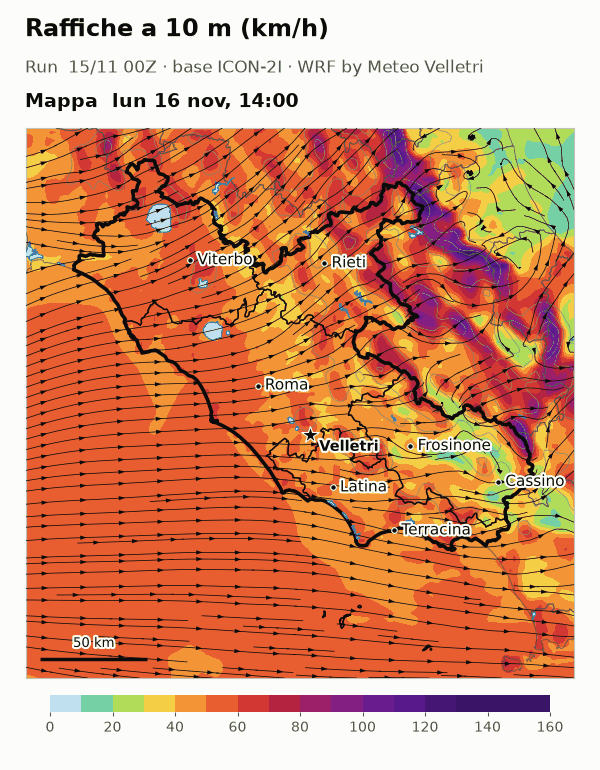 Raffiche a 10 m (km/h)
Run  15/11 00Z · base ICON-2I · WRF by Meteo Velletri
Mappa  lun 16 nov, 14:00
Viterbo
Rieti
Roma
Velletri
Frosinone
Latina
Cassino
Terracina
50 km
0 20 40 60 80 100 120 140 160